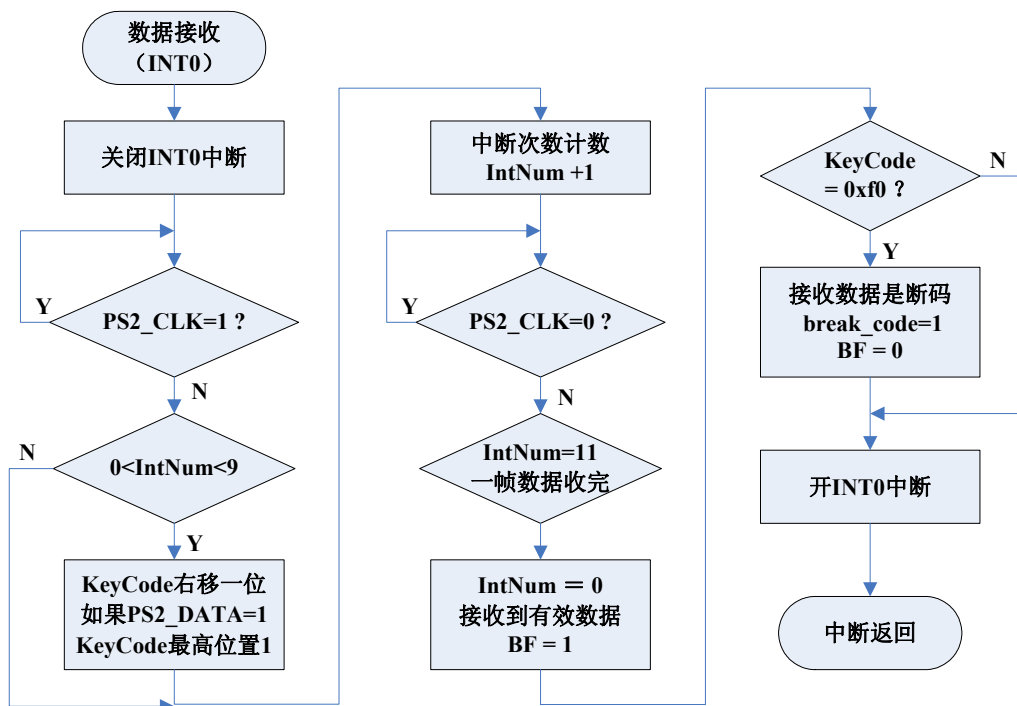 数据接收
（INT0）
关闭INT0中断
Y
PS2_CLK=1 ?
N
N
0<IntNum<9
Y
KeyCode右移一位
如果PS2_DATA=1
KeyCode最高位置1
中断次数计数
IntNum +1
Y
PS2_CLK=0 ?
N
IntNum=11
一帧数据收完
IntNum ＝ 0
接收到有效数据
BF = 1
KeyCode
= 0xf0 ？
N
Y
接收数据是断码
break_code=1
BF = 0
开INT0中断
中断返回